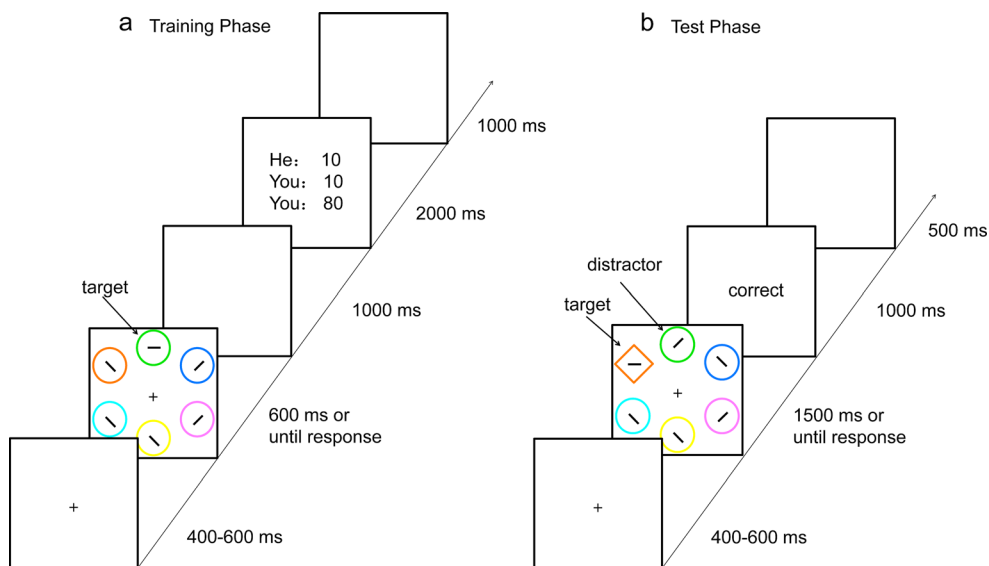 a Training Phase
1000 ms
He： 10
You： 10
You： 80
2000 ms
target
1000 ms
+
600 ms or
until response
+
400-600 ms
b Test Phase
500 ms
distractor
target
correct
1000 ms
+
1500 ms or
until response
+
400-600 ms